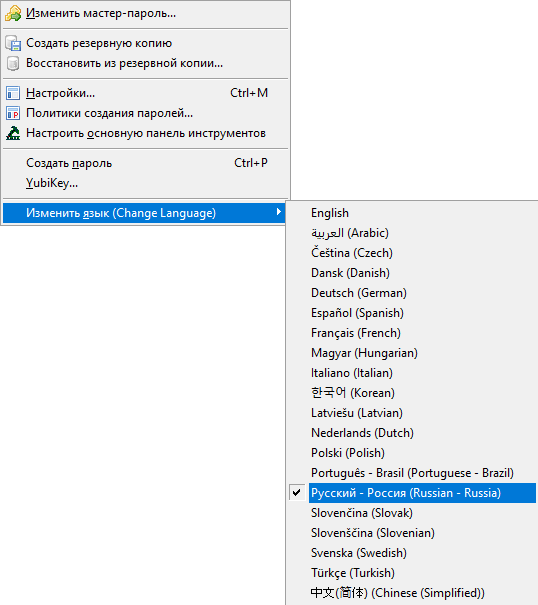 Изменить мастер-пароль...
Создать резервную копию
Восстановить из резервной копии...
Настройки... Ctrl+M
Политики создания паролей...
Настроить основную панель инструментов
Создать пароль Ctrl+P
YubiKey...
Изменить язык (Change Language)
English
العربية (Arabic)
Čeština (Czech)
Dansk (Danish)
Deutsch (German)
Español (Spanish)
Français (French)
Magyar (Hungarian)
Italiano (Italian)
한국어 (Korean)
Latviešu (Latvian)
Nederlands (Dutch)
Polski (Polish)
Português - Brasil (Portuguese - Brazil)
Русский - Россия (Russian - Russia)
Slovenčina (Slovak)
Slovenščina (Slovenian)
Svenska (Swedish)
Türkçe (Turkish)
中文(简体) (Chinese (Simplified))